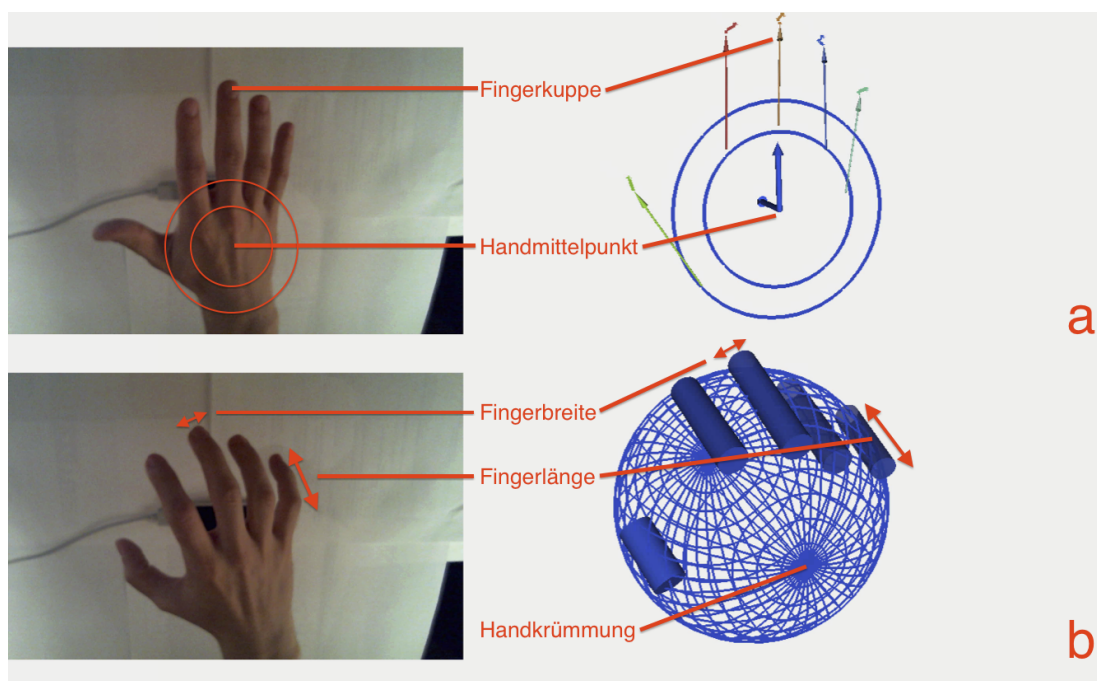 Fingerkuppe
Handmittelpunkt
a
Fingerbreite
Fingerlänge
Handkrümmung
b